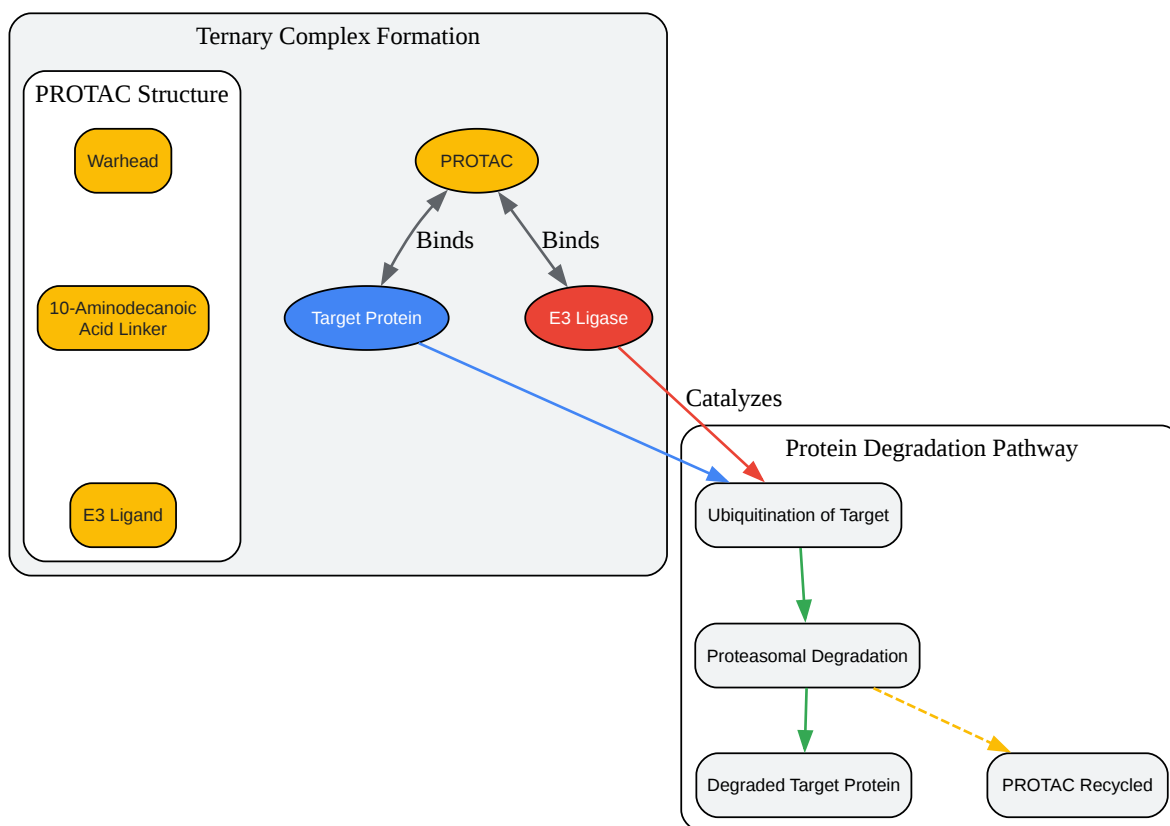 Ternary Complex Formation
PROTAC Structure
Warhead
PROTAC
Binds
Binds
10-Aminodecanoic
Acid Linker
Target Protein
E3 Ligase
Catalyzes
Protein Degradation Pathway
E3 Ligand
Ubiquitination of Target
Proteasomal Degradation
Degraded Target Protein
PROTAC Recycled